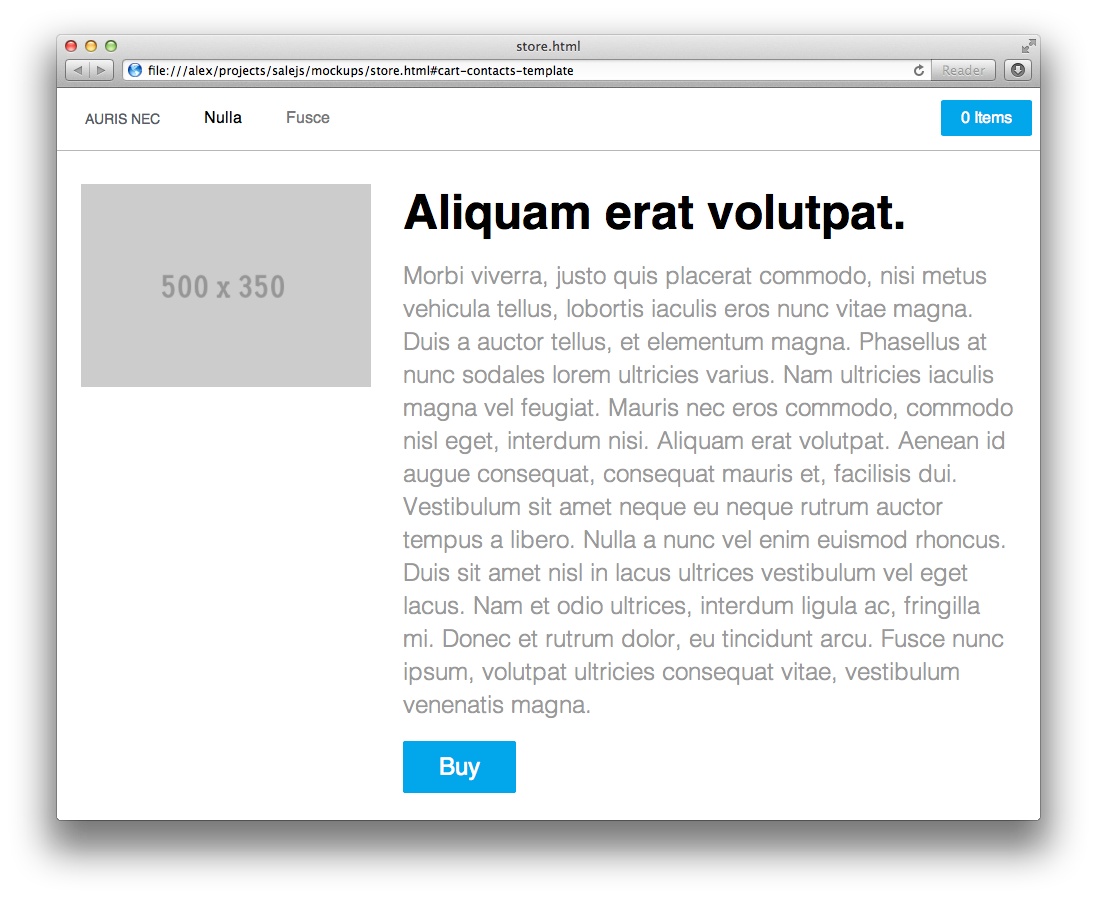 store.html
file:///alex/projects/salejs/mockups/store.html#cart-contacts-template
Reader
AURIS NEC Nulla Fusce 0 Items
500 x 350
Aliquam erat volutpat.
Morbi viverra, justo quis placerat commodo, nisi metus
vehicula tellus, lobortis iaculis eros nunc vitae magna.
Duis a auctor tellus, et elementum magna. Phasellus at
nunc sodales lorem ultricies varius. Nam ultricies iaculis
magna vel feugiat. Mauris nec eros commodo, commodo
nisl eget, interdum nisi. Aliquam erat volutpat. Aenean id
augue consequat, consequat mauris et, facilisis dui.
Vestibulum sit amet neque eu neque rutrum auctor
tempus a libero. Nulla a nunc vel enim euismod rhoncus.
Duis sit amet nisl in lacus ultrices vestibulum vel eget
lacus. Nam et odio ultrices, interdum ligula ac, fringilla
mi. Donec et rutrum dolor, eu tincidunt arcu. Fusce nunc
ipsum, volutpat ultricies consequat vitae, vestibulum
venenatis magna.
Buy